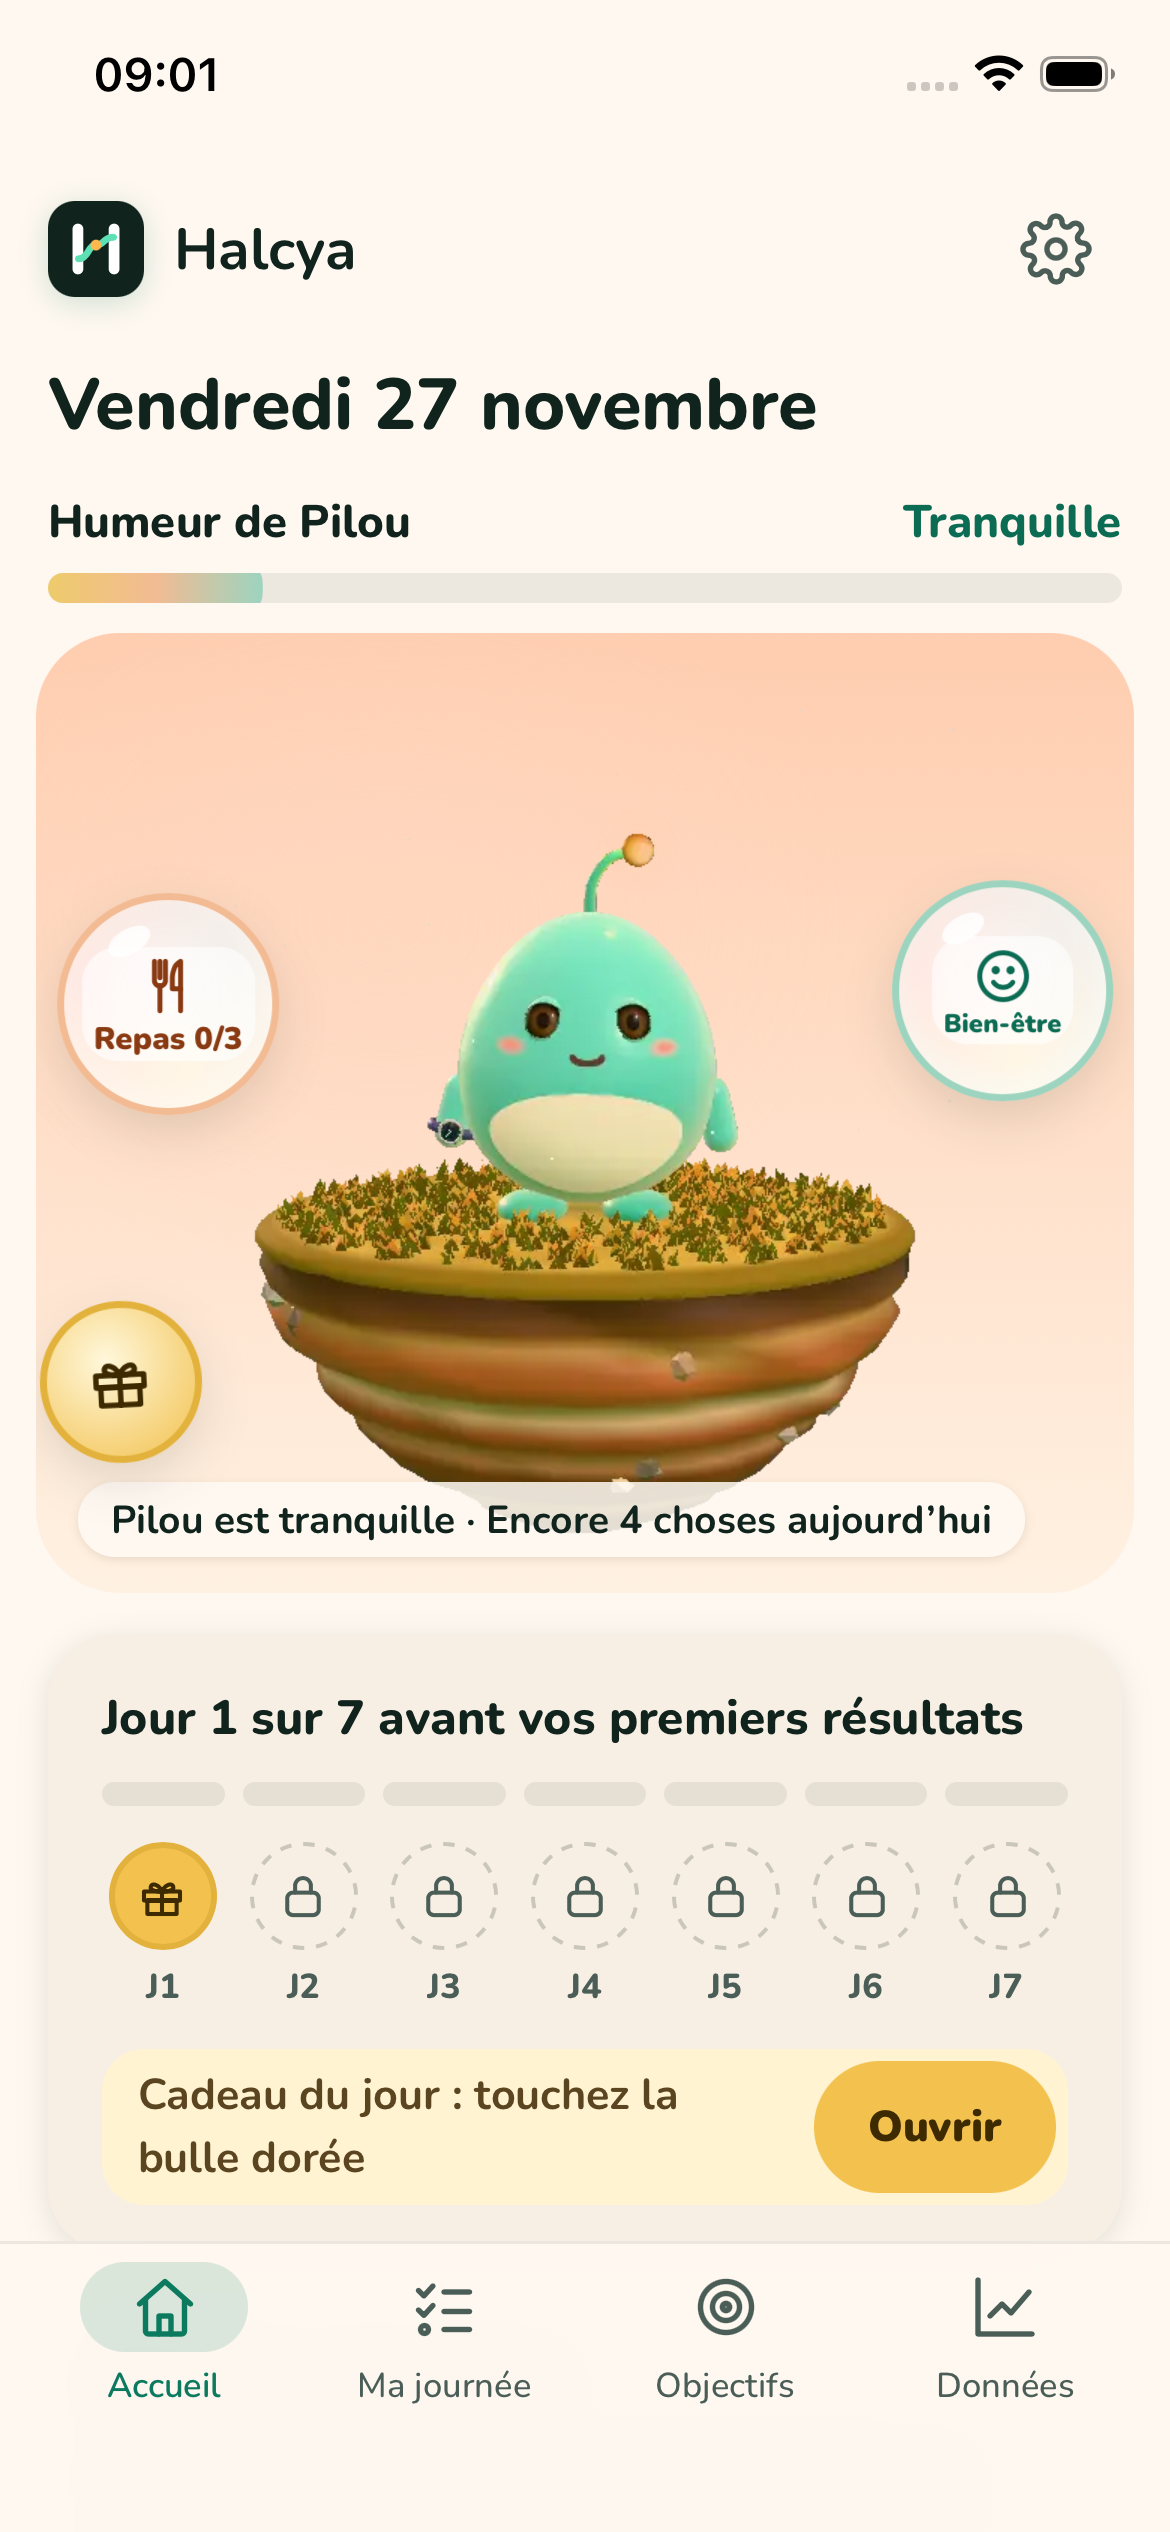 09:01
Halcya
Vendredi 27 novembre
Humeur de Pilou
Tranquille
Repas 0/3
Bien-être
Pilou est tranquille · Encore 4 choses aujourd’hui
Jour 1 sur 7 avant vos premiers résultats
J1 J2 J3 J4 J5 J6 J7
Cadeau du jour : touchez la
bulle dorée
Ouvrir
Accueil Ma journée Objectifs Données